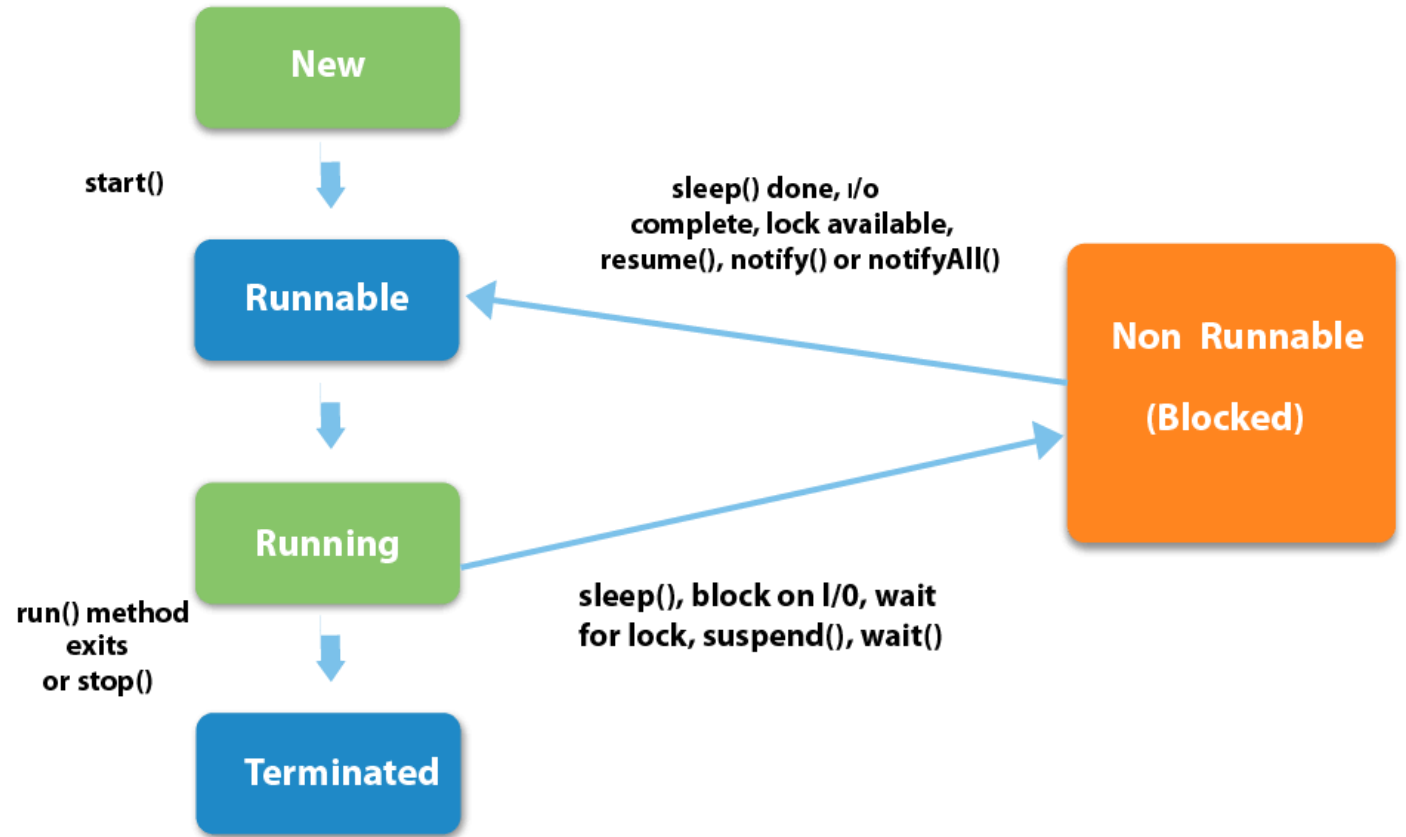 New
start()
sleep() done, I/o
complete, lock available,
resume(), notify() or notifyAll()
Runnable
Non Runnable
(Blocked)
Running
sleep(), block on I/0, wait
for lock, suspend(), wait()
run() method
exits
or stop()
Terminated